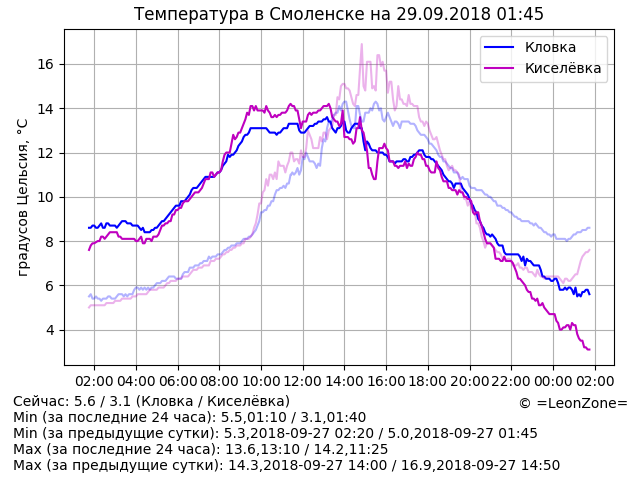 Температура в Смоленске на 29.09.2018 01:45
Кловка
Киселёвка
градусов Цельсия, °C
16
14
12
10
8
6
4
02:00 04:00 06:00 08:00 10:00 12:00 14:00 16:00 18:00 20:00 22:00 00:00 02:00
Сейчас: 5.6 / 3.1 (Кловка / Киселёвка)
© =LeonZone=
Min (за последние 24 часа): 5.5,01:10 / 3.1,01:40
Min (за предыдущие сутки): 5.3,2018-09-27 02:20 / 5.0,2018-09-27 01:45
Max (за последние 24 часа): 13.6,13:10 / 14.2,11:25
Max (за предыдущие сутки): 14.3,2018-09-27 14:00 / 16.9,2018-09-27 14:50